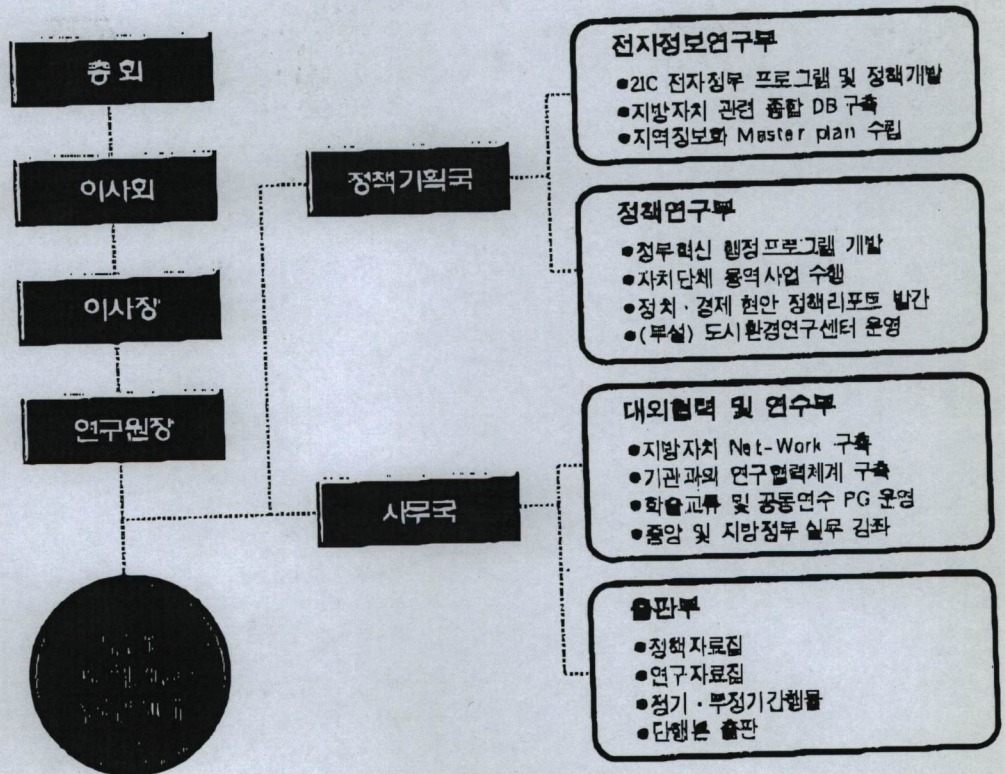 총회
이사회
이사장
연구원장
정책기획국
사무국
전자정보연구부
●21C 전자정부 프로그램 및 정책개발
●지방자치 관련 종합 DB 구축
●지역정보화 Master plan 수립
정책연구부
●정부혁신 행정프로그램 개발
●자치단체 용역사업 수행
●정치·경제 현안 정책리포트 발간
●(부설) 도시환경연구센터 운영
대외협력 및 연수부
●지방자치 Net-Work 구축
●기관과의 연구협력체계 구축
●학술교류 및 공동연수 PG 운영
●중앙 및 지방정부 실무 강좌
출판부
●정책자료집
●연구자료집
●정기·부정기간행물
●단행본 출판